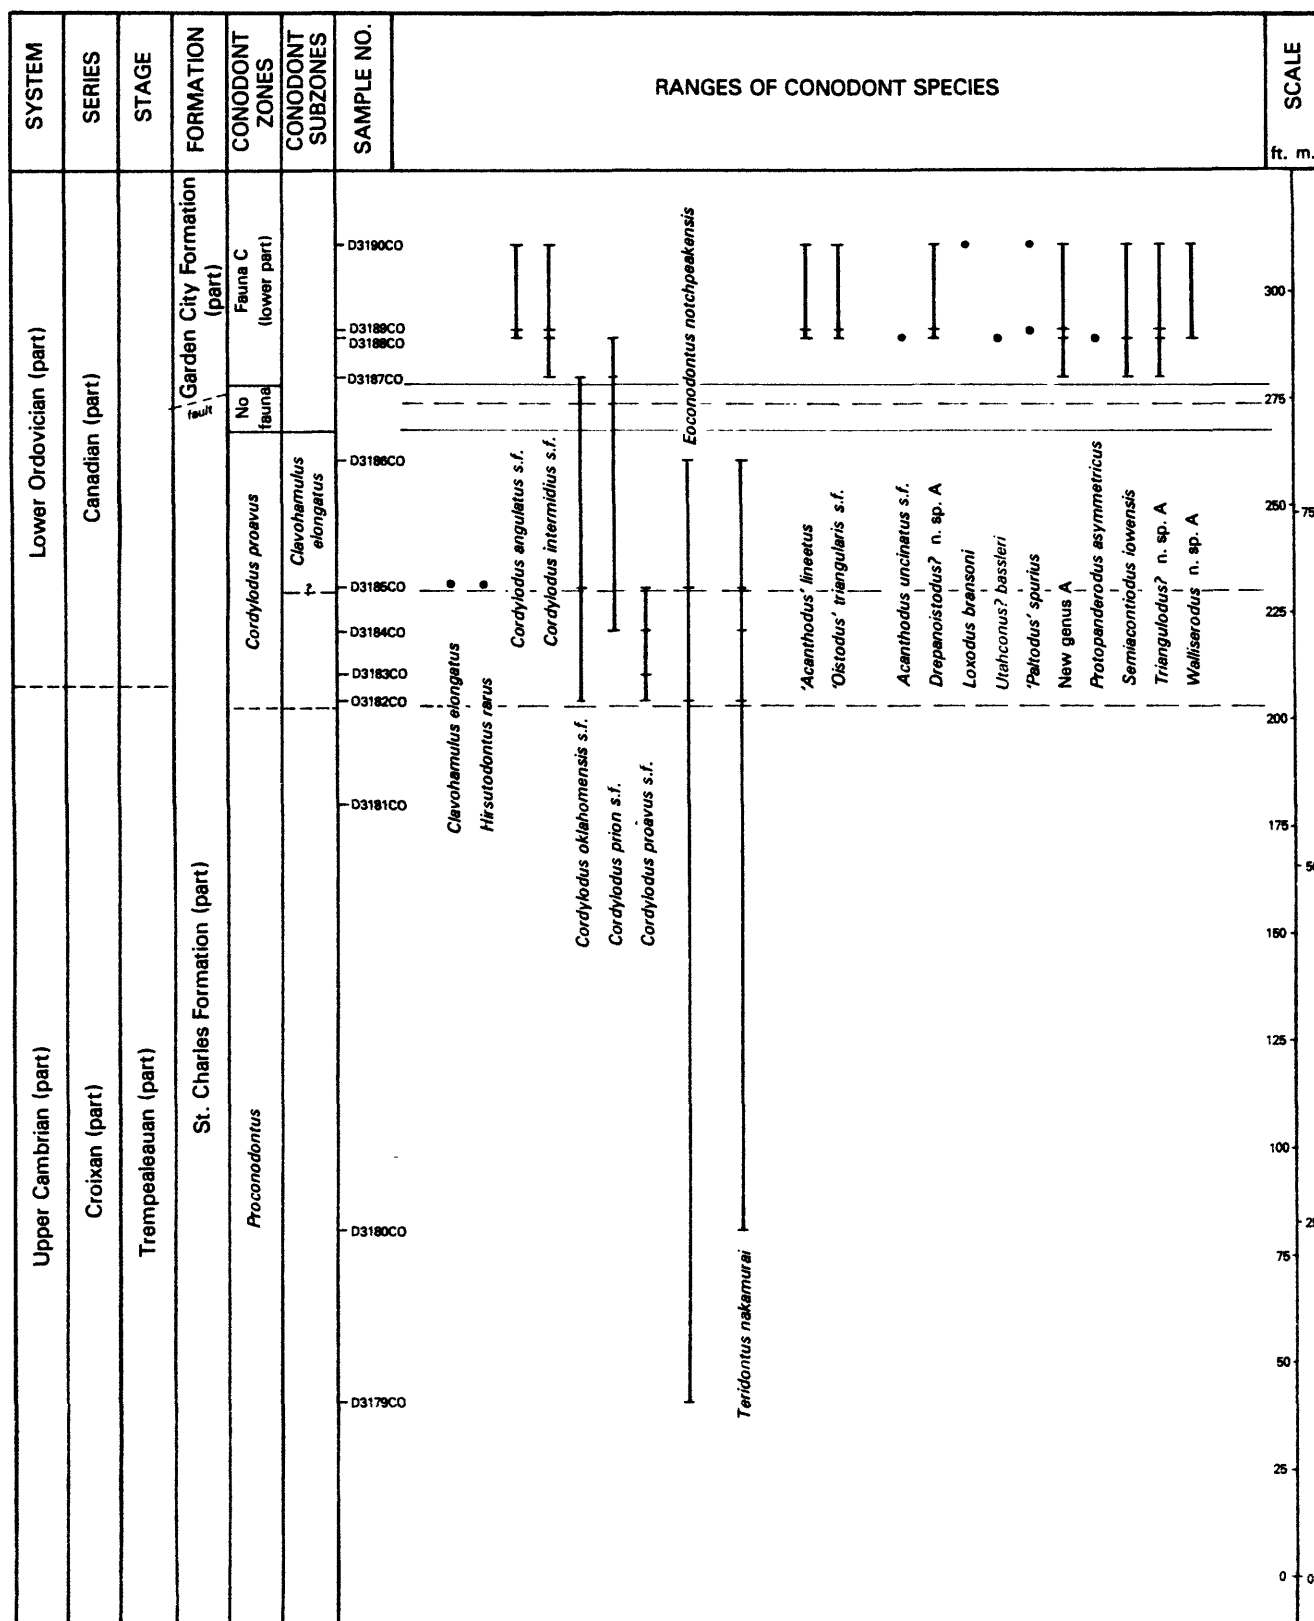 SYSTEM
SERIES
STAGE
FORMATION
CONODONT
ZONES
CONODONT
SUBZONES
SAMPLE NO.
RANGES OF CONODONT SPECIES
SCALE
ft. m.
Lower Ordovician (part)
Upper Cambrian (part)
Canadian (part)
Croixan (part)
Trempealeauan (part)
Garden City Formation
(part)
fault
St. Charles Formation (part)
Fauna C
(lower part)
No
fauna
Cordylodus proavus
Proconodontus
Clavohamulus
elongatus
?
D3190CO
D3189CO
D3188CO
D3187CO
D3186CO
D3185CO
D3184CO
D3183CO
D3182CO
D3181CO
D3180CO
D3179CO
Clavohamulus elongatus
Hirsutodontus rarus
Cordylodus angulatus s.f.
Cordylodus intermidius s.f.
Cordylodus oklahomensis s.f.
Cordylodus prion s.f.
Cordylodus proavus s.f.
Eoconodontus notchpeakensis
Teridontus nakamurai
'Acanthodus' lineetus
'Oistodus' triangularis s.f.
Acanthodus uncinatus s.f.
Drepanoistodus? n. sp. A
Loxodus bransoni
Utahconus? bassleri
'Paltodus' spurius
New genus A
Protopanderodus asymmetricus
Semiacontiodus iowensis
Triangulodus? n. sp. A
Walliserodus n. sp. A
300
275
250
75
225
200
175
50
150
125
100
25
75
50
25
0
0